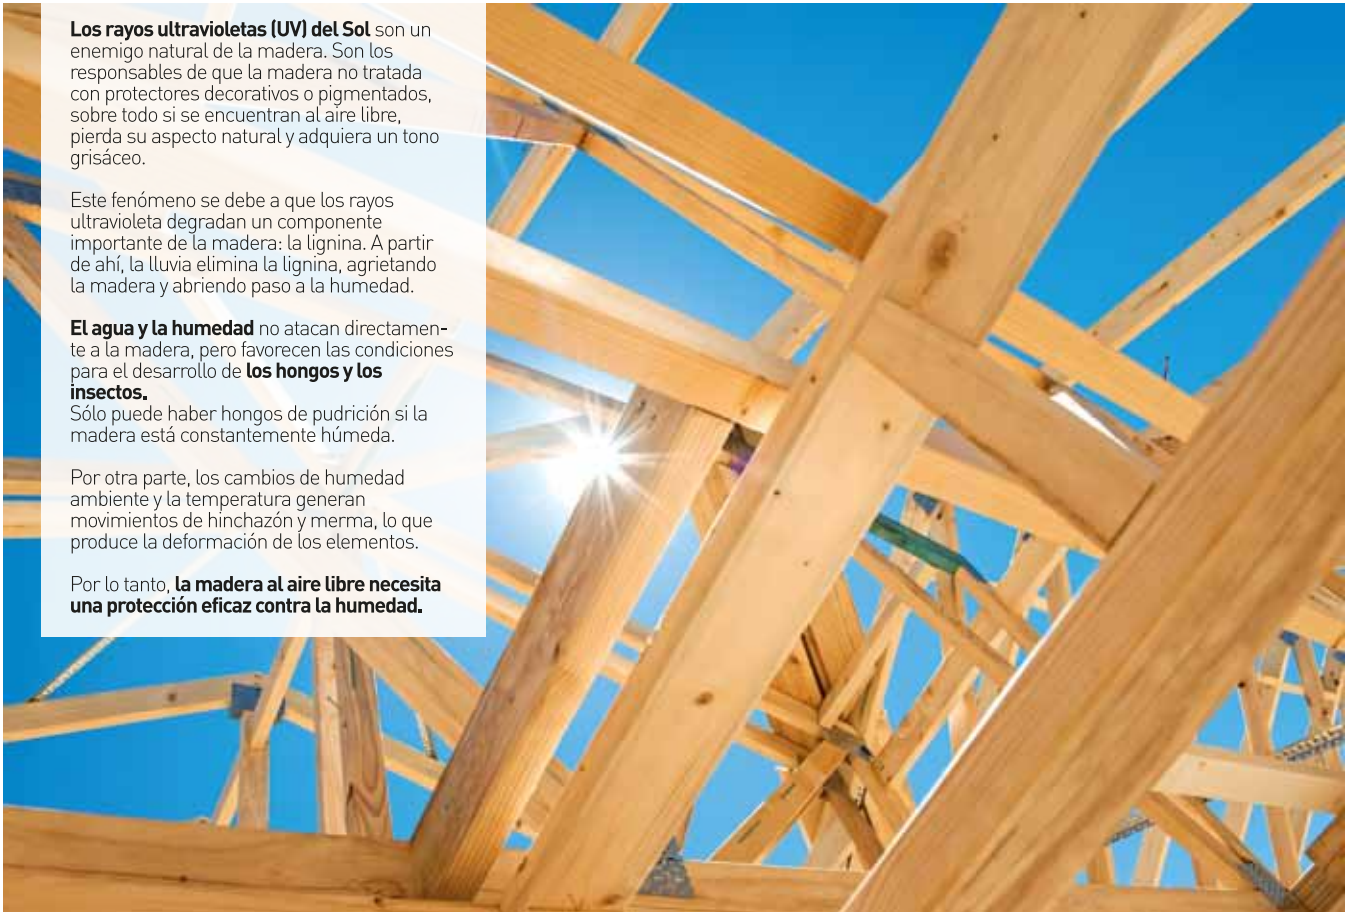 Los rayos ultravioletas (UV) del Sol son un
enemigo natural de la madera. Son los
responsables de que la madera no tratada
con protectores decorativos o pigmentados,
sobre todo si se encuentran al aire libre,
pierda su aspecto natural y adquiera un tono
grisáceo.
Este fenómeno se debe a que los rayos
ultravioleta degradan un componente
importante de la madera: la lignina. A partir
de ahí, la lluvia elimina la lignina, agrietando
la madera y abriendo paso a la humedad.
El agua y la humedad no atacan directamen-
te a la madera, pero favorecen las condiciones
para el desarrollo de los hongos y los
insectos.
Sólo puede haber hongos de pudrición si la
madera está constantemente húmeda.
Por otra parte, los cambios de humedad
ambiente y la temperatura generan
movimientos de hinchazón y merma, lo que
produce la deformación de los elementos.
Por lo tanto, la madera al aire libre necesita
una protección eficaz contra la humedad.